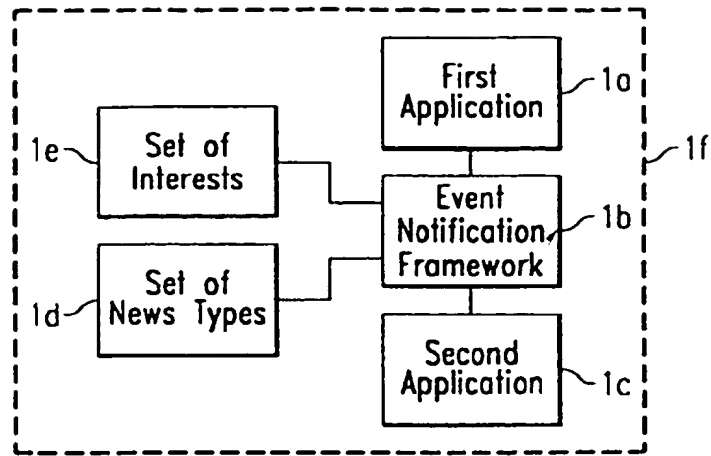 First
Application
1a
1e
Set of
Interests
1f
Event
Notification
Framework
1b
1d
Set of
News Types
Second
Application
1c